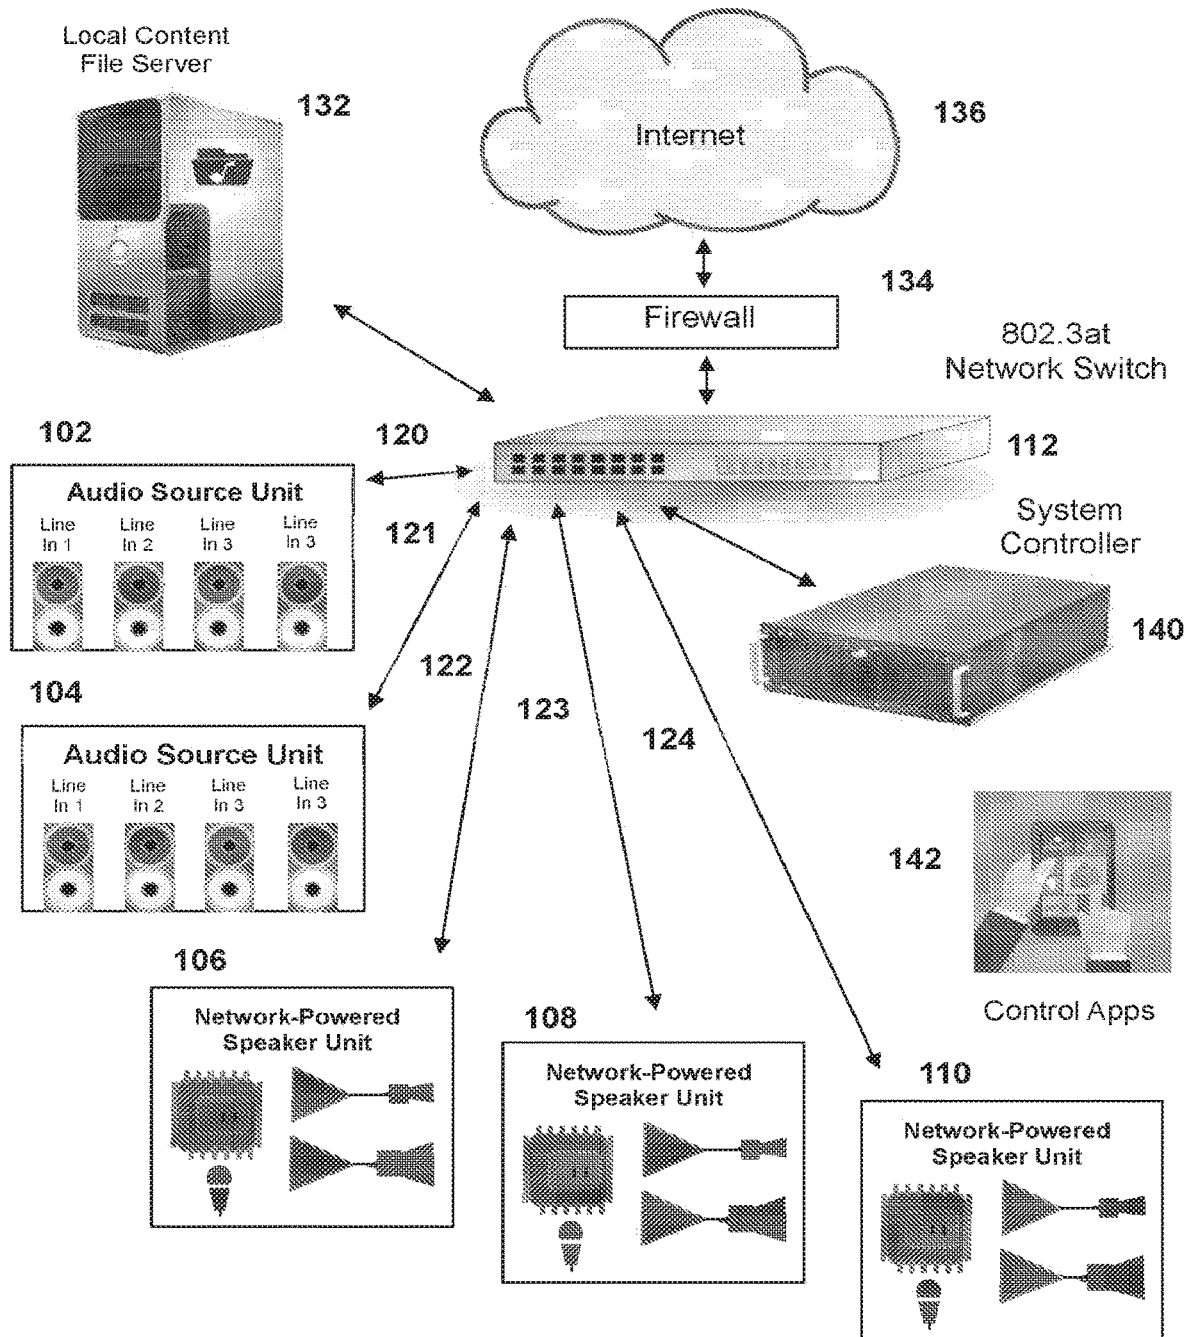 Local Content
File Server
132
Internet
136
134
Firewall
802.3at
Network Switch
112
102
120
Audio Source Unit
Line
In 1
Line
In 2
Line
In 3
Line
In 3
121
System
Controller
140
122
104
123
124
Audio Source Unit
Line
In 1
Line
In 2
Line
In 3
Line
In 3
142
Control Apps
106
Network-Powered
Speaker Unit
108
Network-Powered
Speaker Unit
110
Network-Powered
Speaker Unit